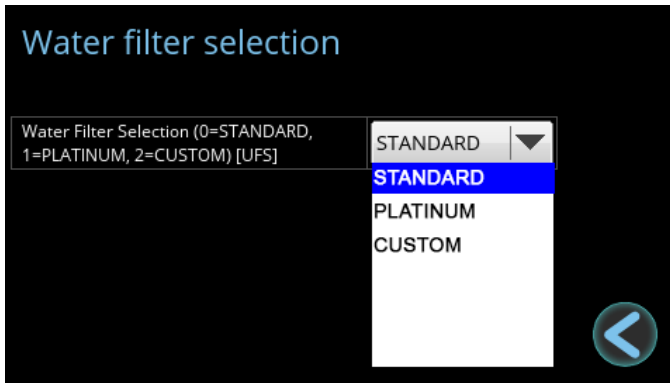 Water filter selection
Water Filter Selection (0=STANDARD,
1=PLATINUM, 2=CUSTOM) [UFS]
STANDARD
STANDARD
PLATINUM
CUSTOM